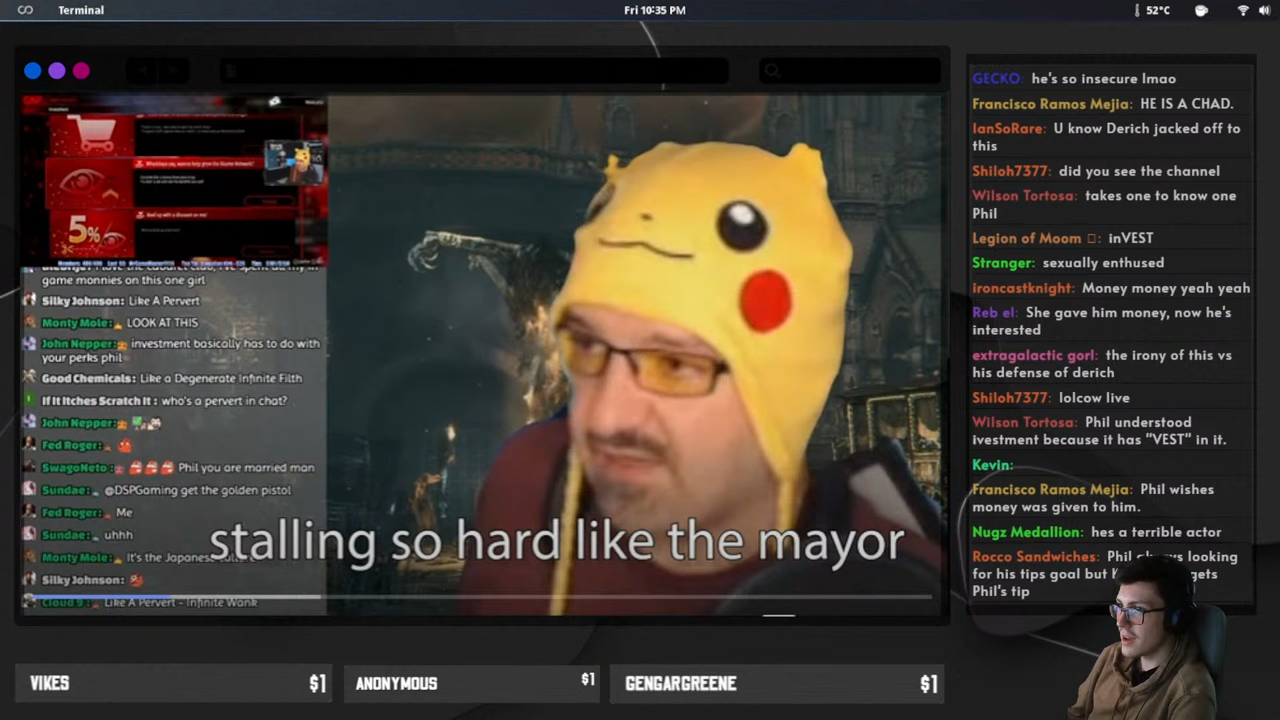 Terminal
Fri 10:35 PM
52°C
5%
game monnies on this one girl
Silky Johnson: Like A Pervert
Monty Mole: LOOK AT THIS
John Nepper: investment basically has to do with
your perks phil
Good Chemicals: Like a Degenerate Infinite Filth
If It Itches Scratch It : who's a pervert in chat?
John Nepper:
Fed Roger:
SwagoNeto: Phil you are married man
Sundae: @DSPGaming get the golden pistol
Fed Roger: Me
Sundae: uhhh
Monty Mole: It's the Japanese
Silky Johnson:
Cloud 9: Like A Pervert - Infinite Wank
stalling so hard like the mayor
GECKO: he's so insecure lmao
Francisco Ramos Mejia: HE IS A CHAD.
IanSoRare: U know Derich jacked off to
this
Shiloh7377: did you see the channel
Wilson Tortosa: takes one to know one
Phil
Legion of Moom: inVEST
Stranger: sexually enthused
ironcastknight: Money money yeah yeah
Reb el: She gave him money, now he's
interested
extragalactic gorl: the irony of this vs
his defense of derich
Shiloh7377: lolcow live
Wilson Tortosa: Phil understood
ivestment because it has "VEST" in it.
Kevin:
Francisco Ramos Mejia: Phil wishes
money was given to him.
Nugz Medallion: hes a terrible actor
Rocco Sandwiches: Phil looking
for his tips goal but gets
Phil's tip
VIKES $1
ANONYMOUS $1
GENGARGREENE $1